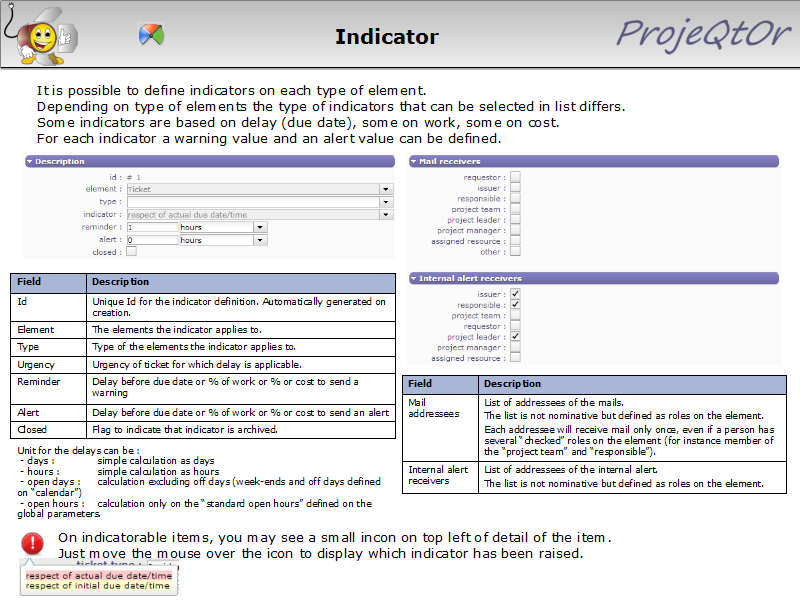 Indicator
ProjeQtOr
It is possible to define indicators on each type of element.
Depending on type of elements the type of indicators that can be selected in list differs.
Some indicators are based on delay (due date), some on work, some on cost.
For each indicator a warning value and an alert value can be defined.
Description
id : # 1
element : Ticket
type :
indicator : respect of actual due date/time
reminder : 1 hours
alert : 0 hours
closed :
Mail receivers
requestor :
issuer :
responsible :
project team :
project leader :
project manager :
assigned resource :
other :
Internal alert receivers
issuer :
responsible :
project team :
requestor :
project leader :
project manager :
assigned resource :
Field Description
Id Unique Id for the indicator definition. Automatically generated on
creation.
Element The elements the indicator applies to.
Type Type of the elements the indicator applies to.
Urgency Urgency of ticket for which delay is applicable.
Reminder Delay before due date or % of work or % or cost to send a
warning
Alert Delay before due date or % of work or % or cost to send an alert
Closed Flag to indicate that indicator is archived.
Field Description
Mail List of addressees of the mails.
addressees The list is not nominative but defined as roles on the element.
Each addressee will receive mail only once, even if a person has
several “checked” roles on the element (for instance member of
the “project team” and “responsible”).
Internal alert List of addresses of the internal alert.
receivers The list is not nominative but defined as roles on the element.
Unit for the delays can be :
- days : simple calculation as days
- hours : simple calculation as hours
- open days : calculation excluding off days (week-ends and off days defined
on “calendar”)
- open hours : calculation only on the “standard open hours” defined on the
global parameters.
On indicatorable items, you may see a small incon on top left of detail of the item.
Just move the mouse over the icon to display which indicator has been raised.
ticket type :
respect of actual due date/time
respect of initial due date/time